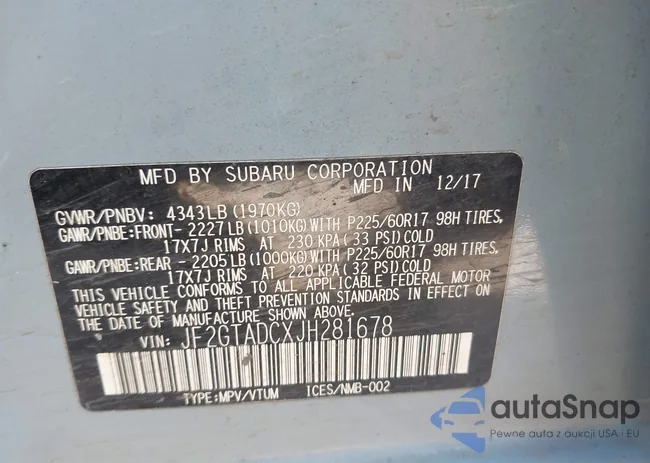 MFD BY SUBARU CORPORATION
MFD IN 12/17
GVWR/PNBV: 4343LB(1970KG)
GAWR/PNBE:FRONT-2227LB(1010KG)WITH P225/60R17 98H TIRES,
17X7J RIMS AT 230 KPA(33 PSI)COLD
GAWR/PNBE:REAR -2205LB(1000KG)WITH P225/60R17 98H TIRES,
17X7J RIMS AT 220 KPA(32 PSI)COLD
THIS VEHICLE CONFORMS TO ALL APPLICABLE FEDERAL MOTOR
VEHICLE SAFETY AND THEFT PREVENTION STANDARDS IN EFFECT ON
THE DATE OF MANUFACTURE SHOWN ABOVE.
VIN: JF2GTADCXJH281678
TYPE:MPV/VTUM ICES/NMB-002
autaSnap
Pewne auta z aukcji USA i EU